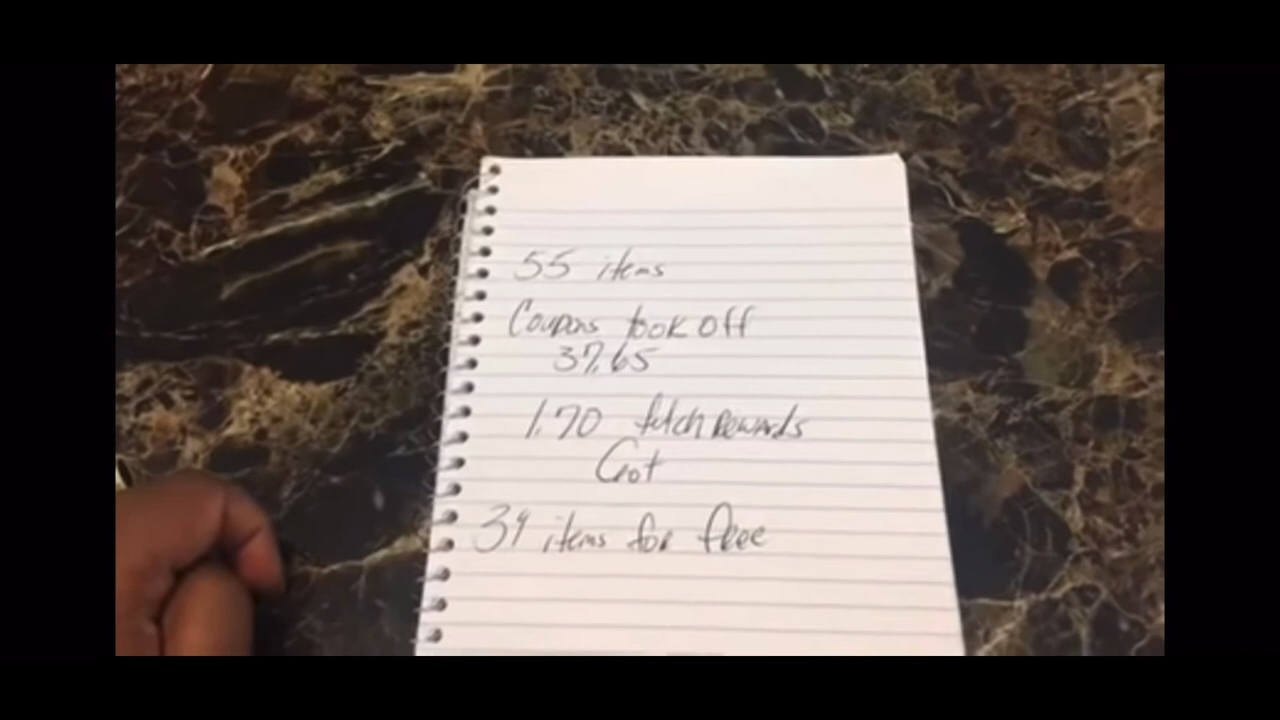 55 items
Coupons took off
37.65
1.70 fetch rewards
Got
39 items for free